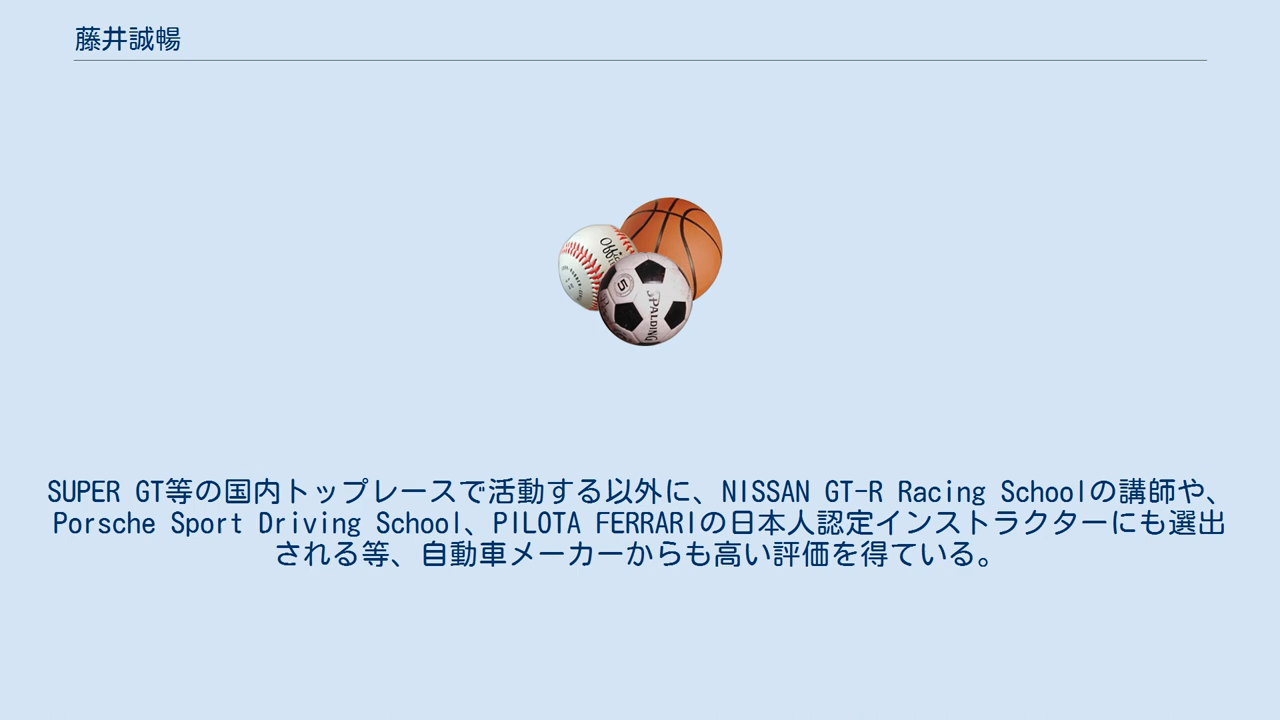 藤井誠暢
Offic
5
SPALDING
SUPER GT等の国内トップレースで活動する以外に、NISSAN GT-R Racing Schoolの講師や、
Porsche Sport Driving School、PILOTA FERRARIの日本人認定インストラクターにも選出
される等、自動車メーカーからも高い評価を得ている。